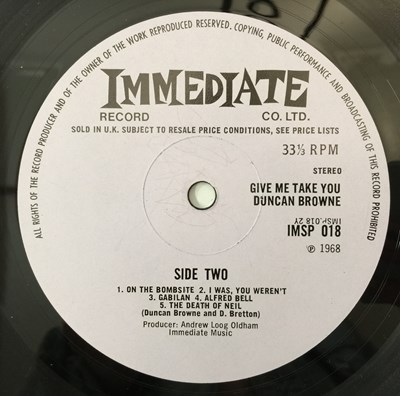 ALL RIGHTS OF THE RECORD PRODUCER AND OF THE OWNER OF THE WORK REPRODUCED RESERVED. COPYING, PUBLIC PERFORMANCE AND BROADCASTING OF THIS RECORD PROHIBITED
IMMEDIATE
RECORD CO. LTD.
SOLD IN U.K. SUBJECT TO RESALE PRICE CONDITIONS, SEE PRICE LISTS
33⅓ RPM
STEREO
GIVE ME TAKE YOU
DUNCAN BROWNE
IMSP.018 2Y
IMSP 018
℗ 1968
SIDE TWO
1. ON THE BOMBSITE 2. I WAS, YOU WEREN'T
3. GABILAN 4. ALFRED BELL
5. THE DEATH OF NEIL
(Duncan Browne and D. Bretton)
Producer: Andrew Loog Oldham
Immediate Music